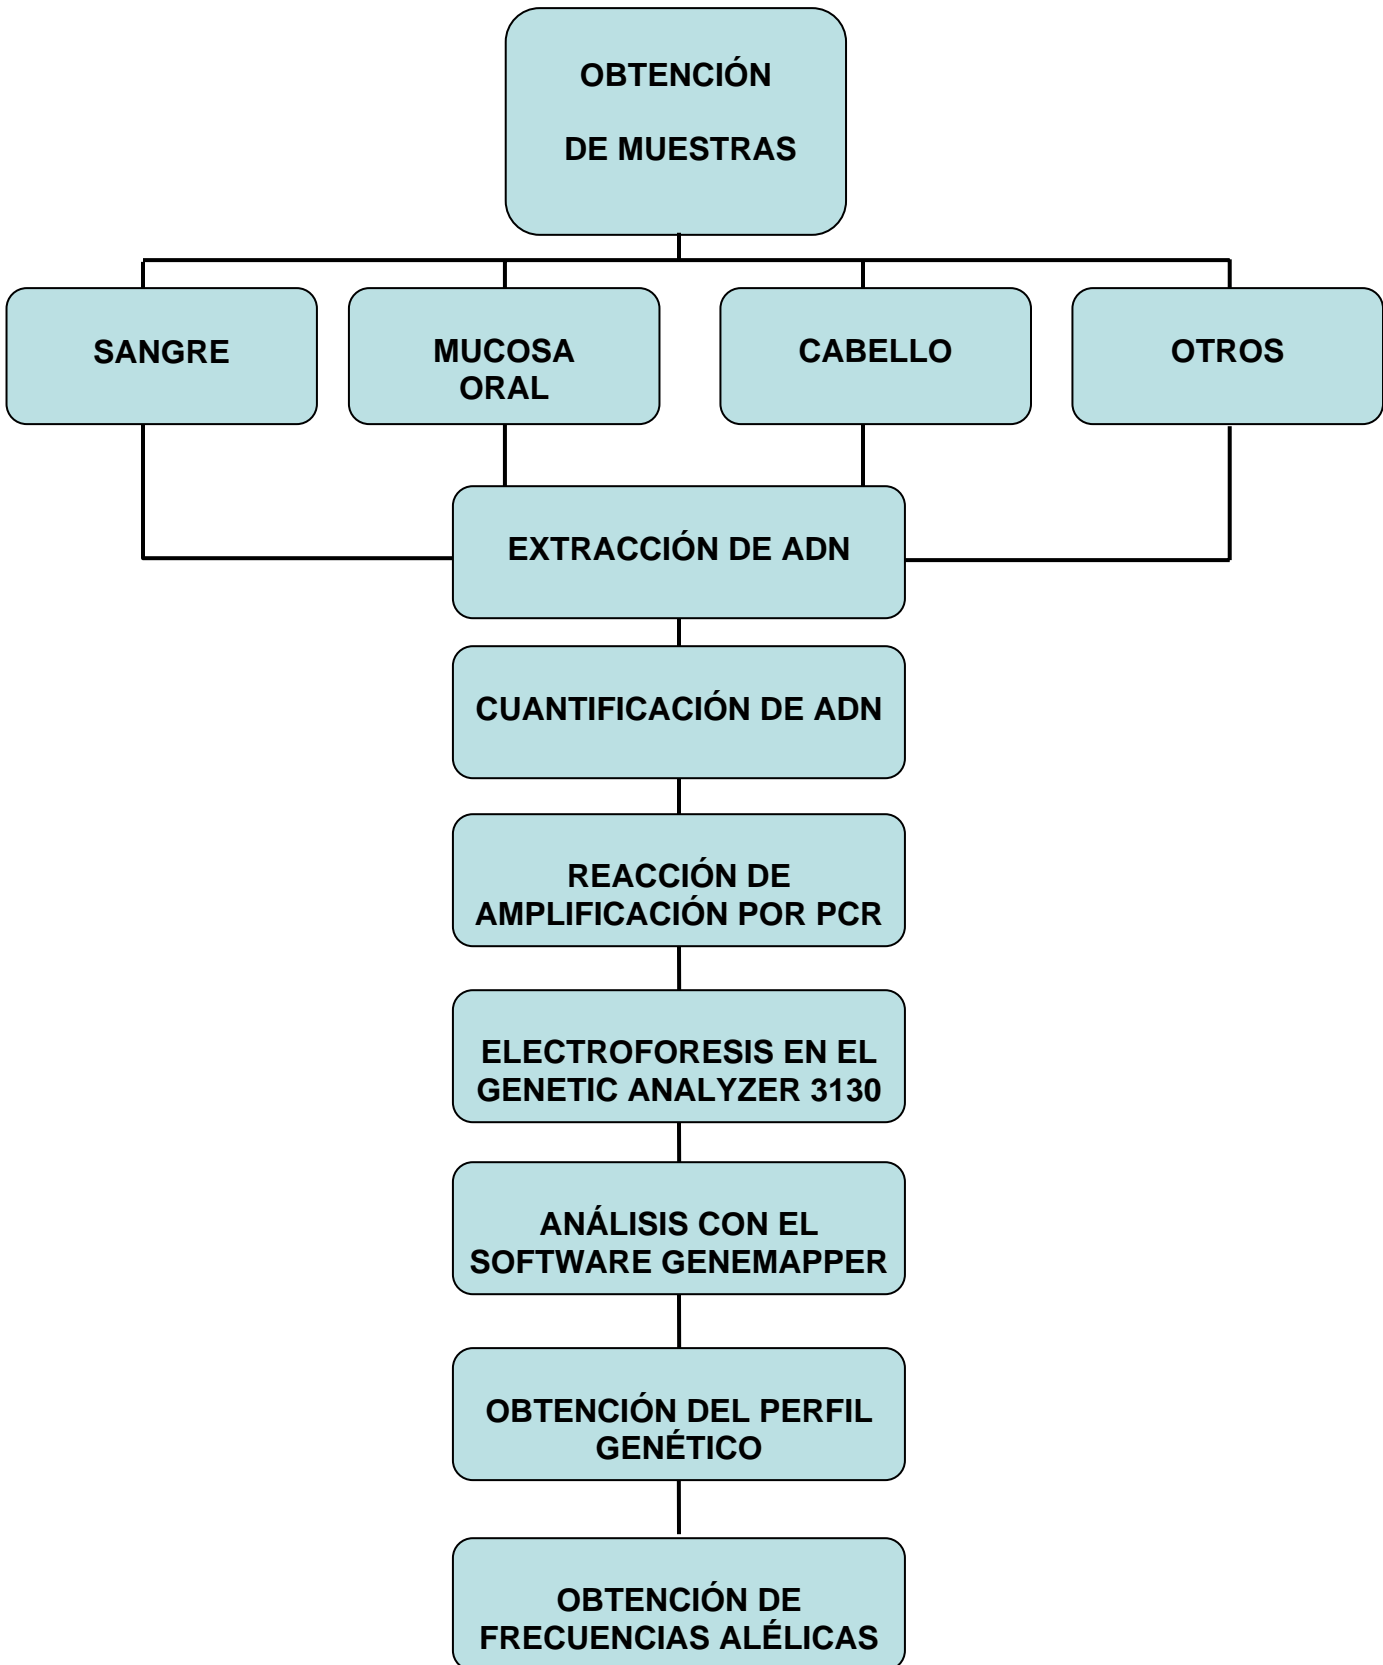 OBTENCIÓN
DE MUESTRAS
SANGRE
MUCOSA
ORAL
CABELLO
OTROS
EXTRACCIÓN DE ADN
CUANTIFICACIÓN DE ADN
REACCIÓN DE
AMPLIFICACIÓN POR PCR
ELECTROFORESIS EN EL
GENETIC ANALYZER 3130
ANÁLISIS CON EL
SOFTWARE GENEMAPPER
OBTENCIÓN DEL PERFIL
GENÉTICO
OBTENCIÓN DE
FRECUENCIAS ALÉLICAS